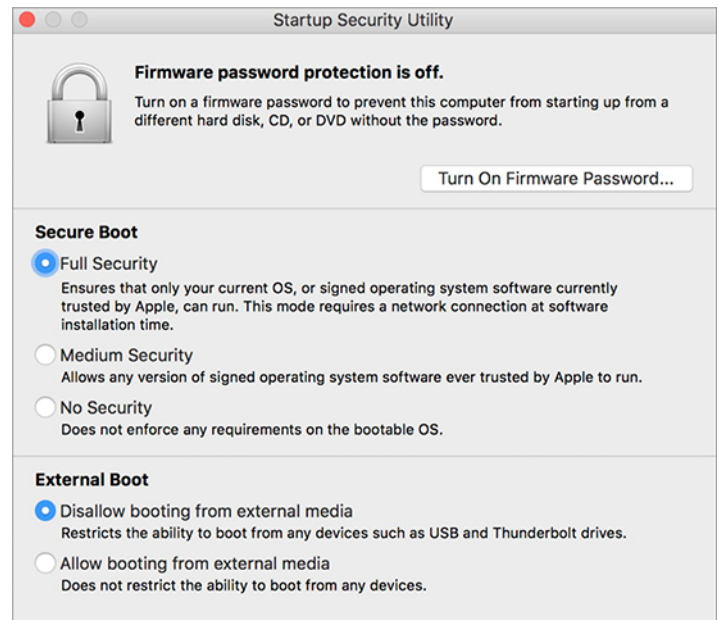 Startup Security Utility
Firmware password protection is off.
Turn on a firmware password to prevent this computer from starting up from a
different hard disk, CD, or DVD without the password.
Turn On Firmware Password...
Secure Boot
Full Security
Ensures that only your current OS, or signed operating system software currently
trusted by Apple, can run. This mode requires a network connection at software
installation time.
Medium Security
Allows any version of signed operating system software ever trusted by Apple to run.
No Security
Does not enforce any requirements on the bootable OS.
External Boot
Disallow booting from external media
Restricts the ability to boot from any devices such as USB and Thunderbolt drives.
Allow booting from external media
Does not restrict the ability to boot from any devices.